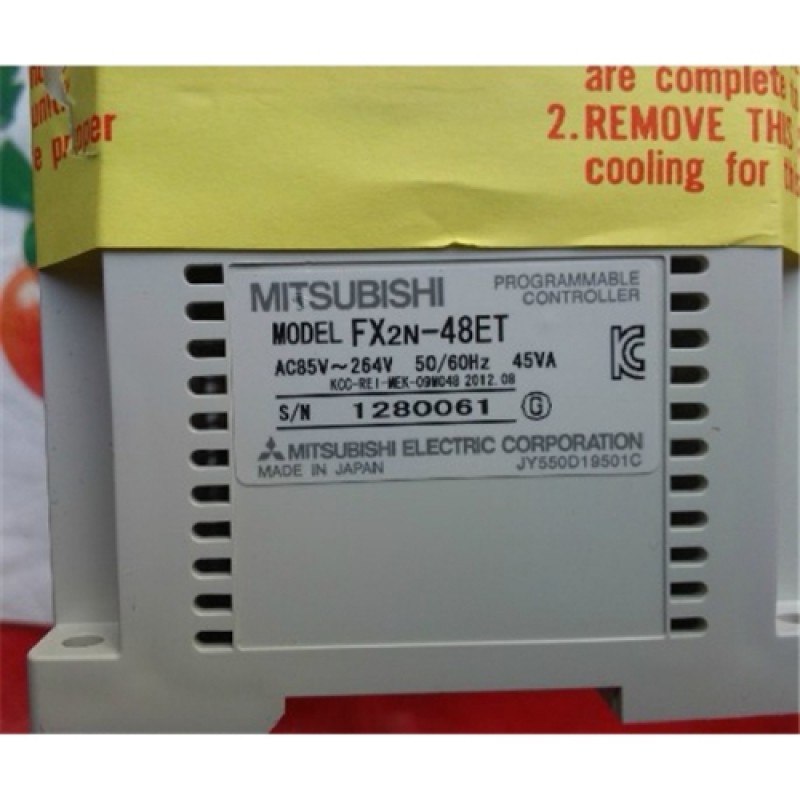 are complete
proper
2. REMOVE THIS
cooling for
MITSUBISHI PROGRAMMABLE CONTROLLER
MODEL FX2N-48ET
AC85V~264V 50/60Hz 45VA
KCC-REI-MEK-09M048 2012.08
S/N 1280061 G
MITSUBISHI ELECTRIC CORPORATION
MADE IN JAPAN JY550D19501C